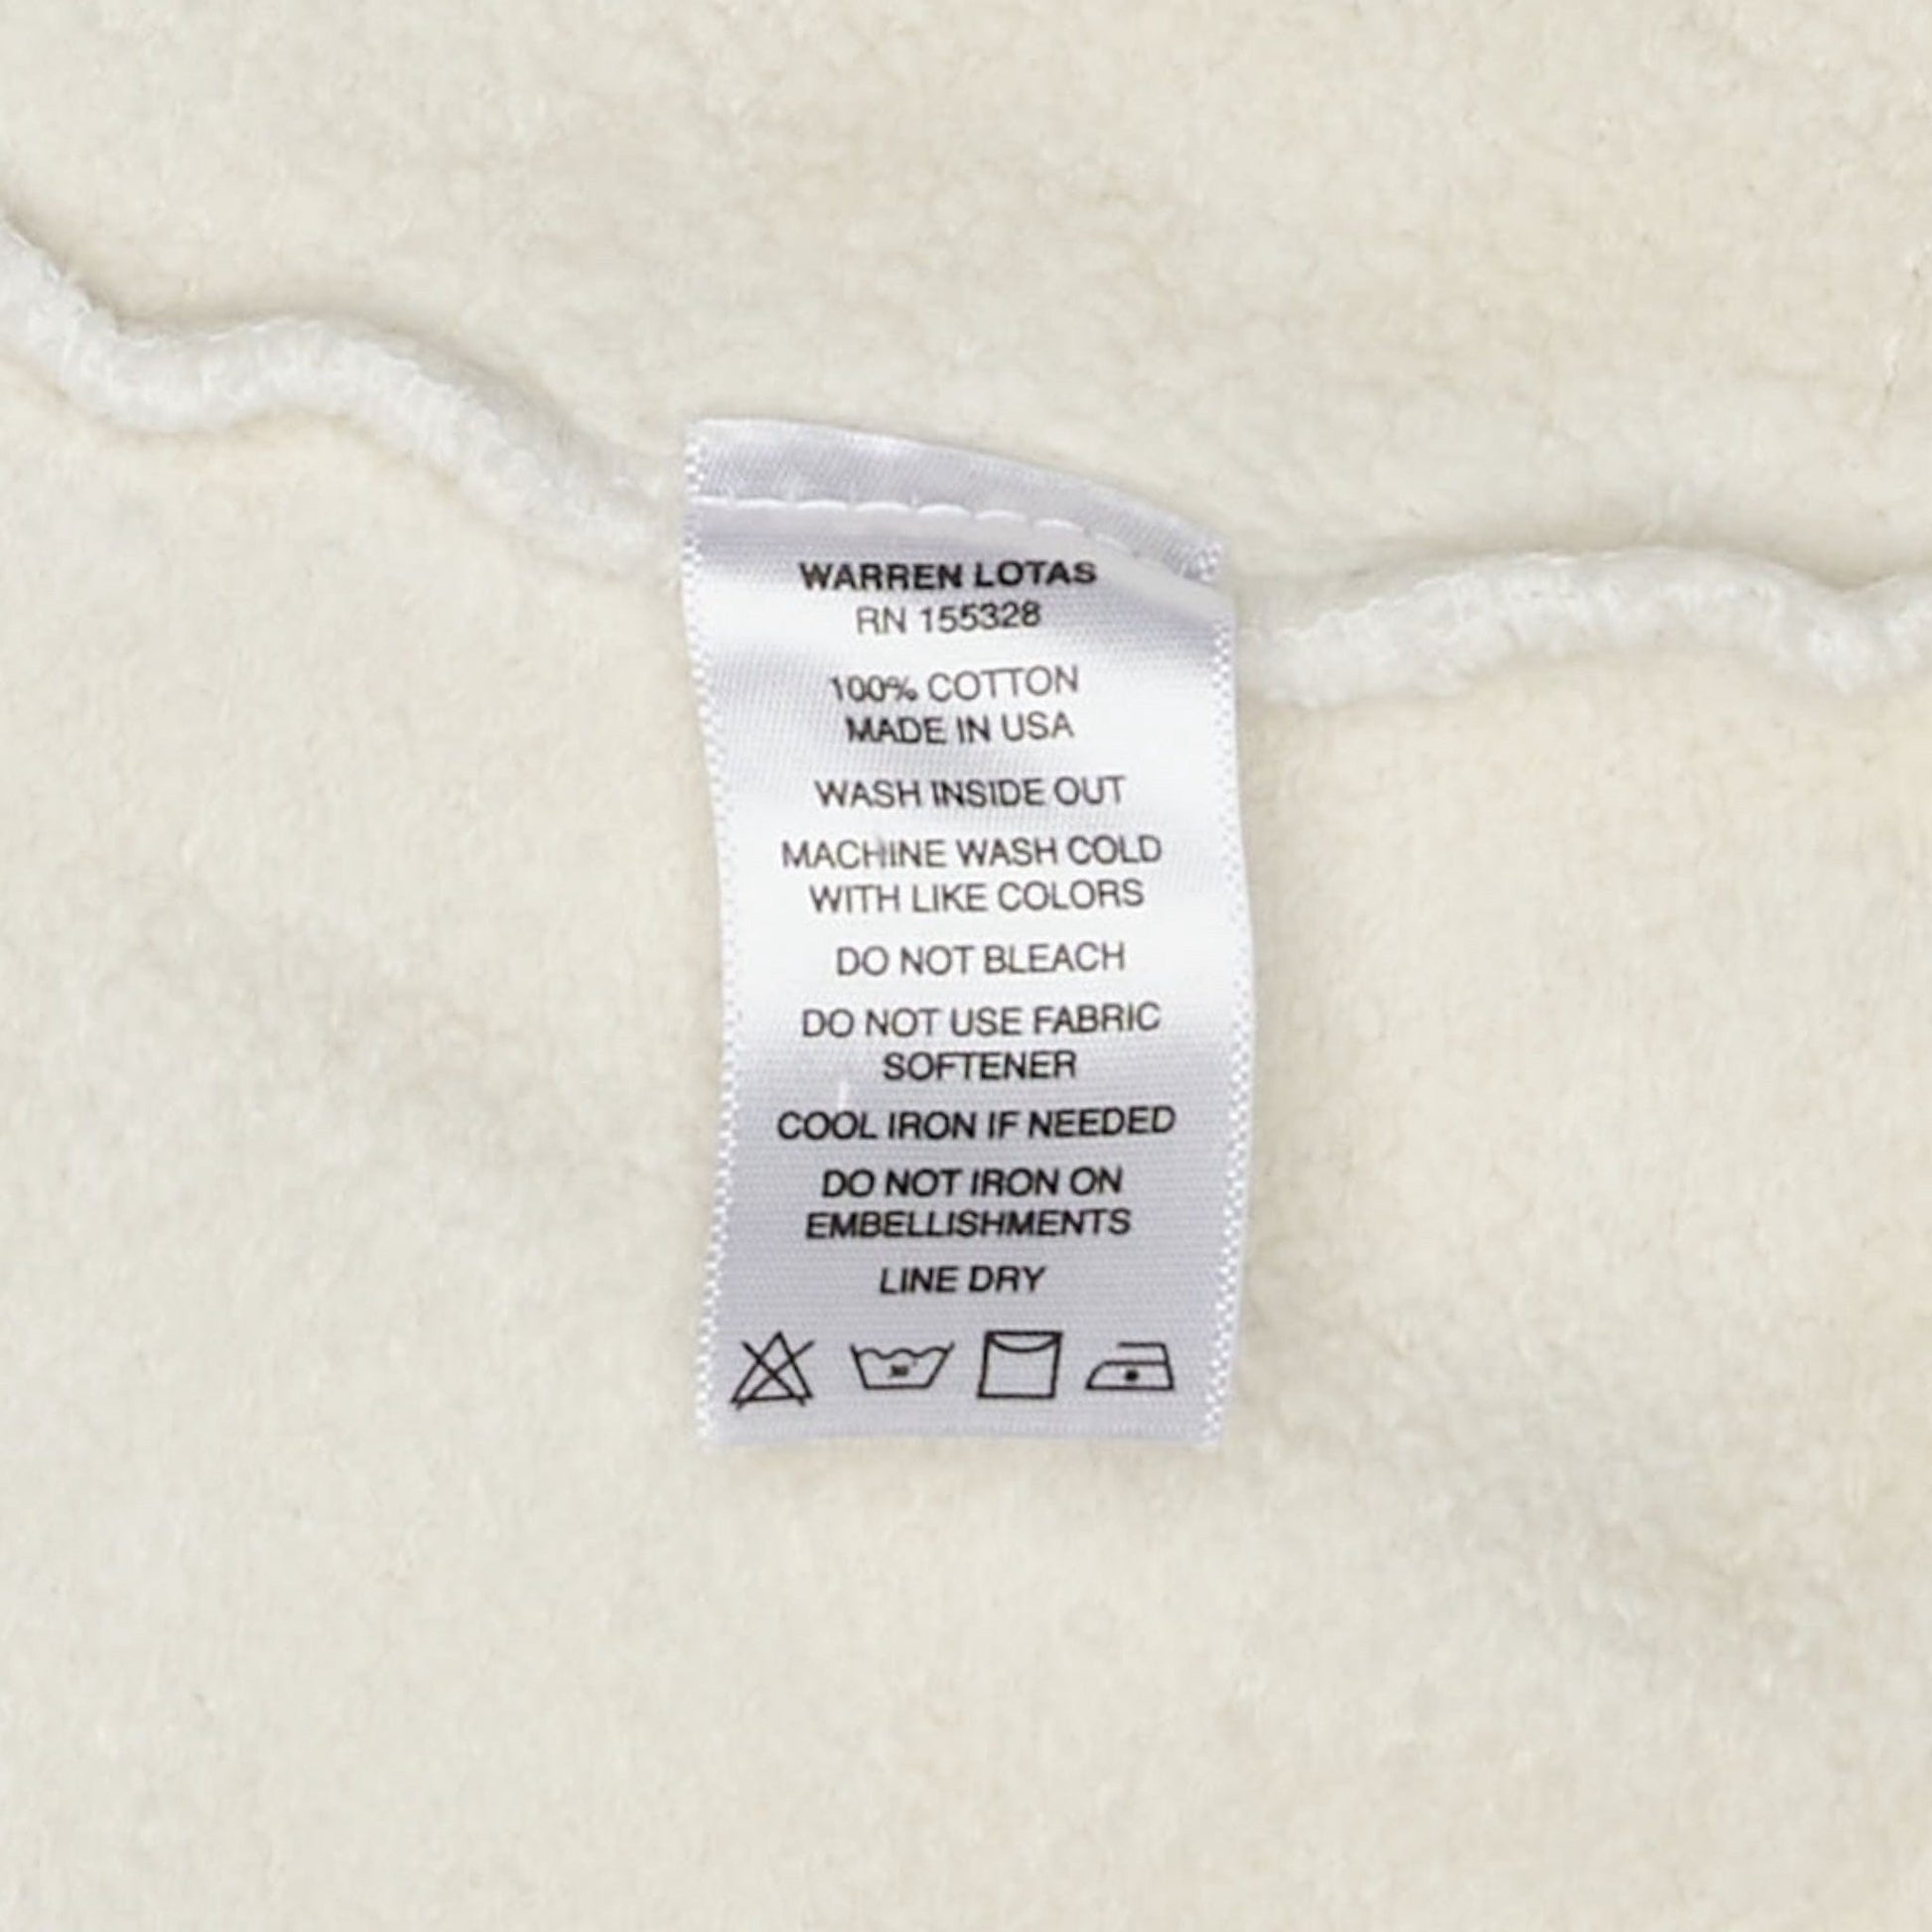 WARREN LOTAS
RN 155328
100% COTTON
MADE IN USA
WASH INSIDE OUT
MACHINE WASH COLD
WITH LIKE COLORS
DO NOT BLEACH
DO NOT USE FABRIC
SOFTENER
COOL IRON IF NEEDED
DO NOT IRON ON
EMBELLISHMENTS
LINE DRY